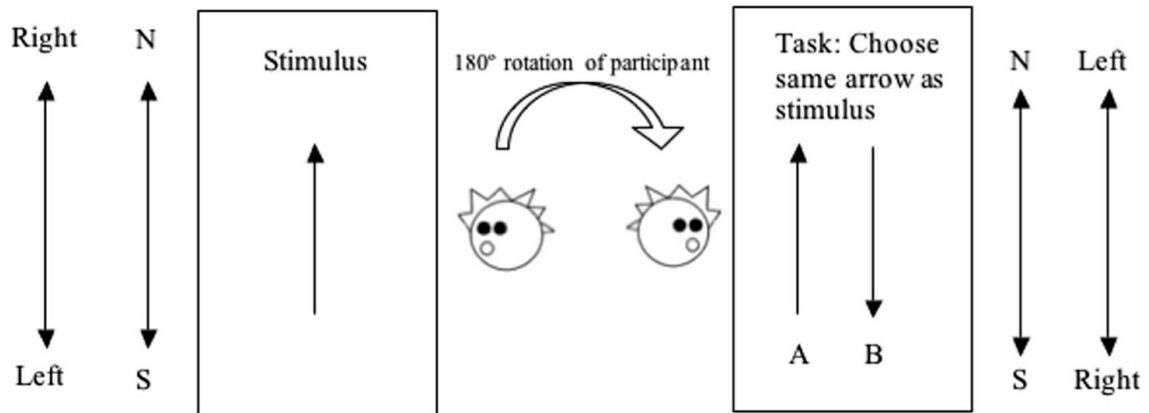 Right
N
Left
S
Stimulus
180° rotation of participant
Task: Choose
same arrow as
stimulus
A B
N
Left
S
Right